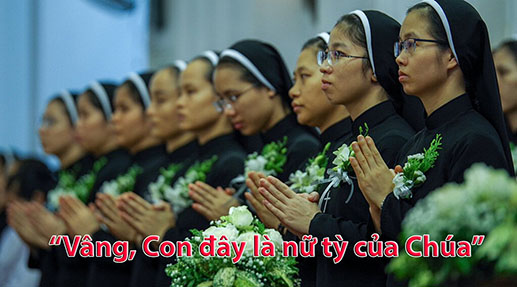 “Vâng, Con đây là nữ tỳ của Chúa”